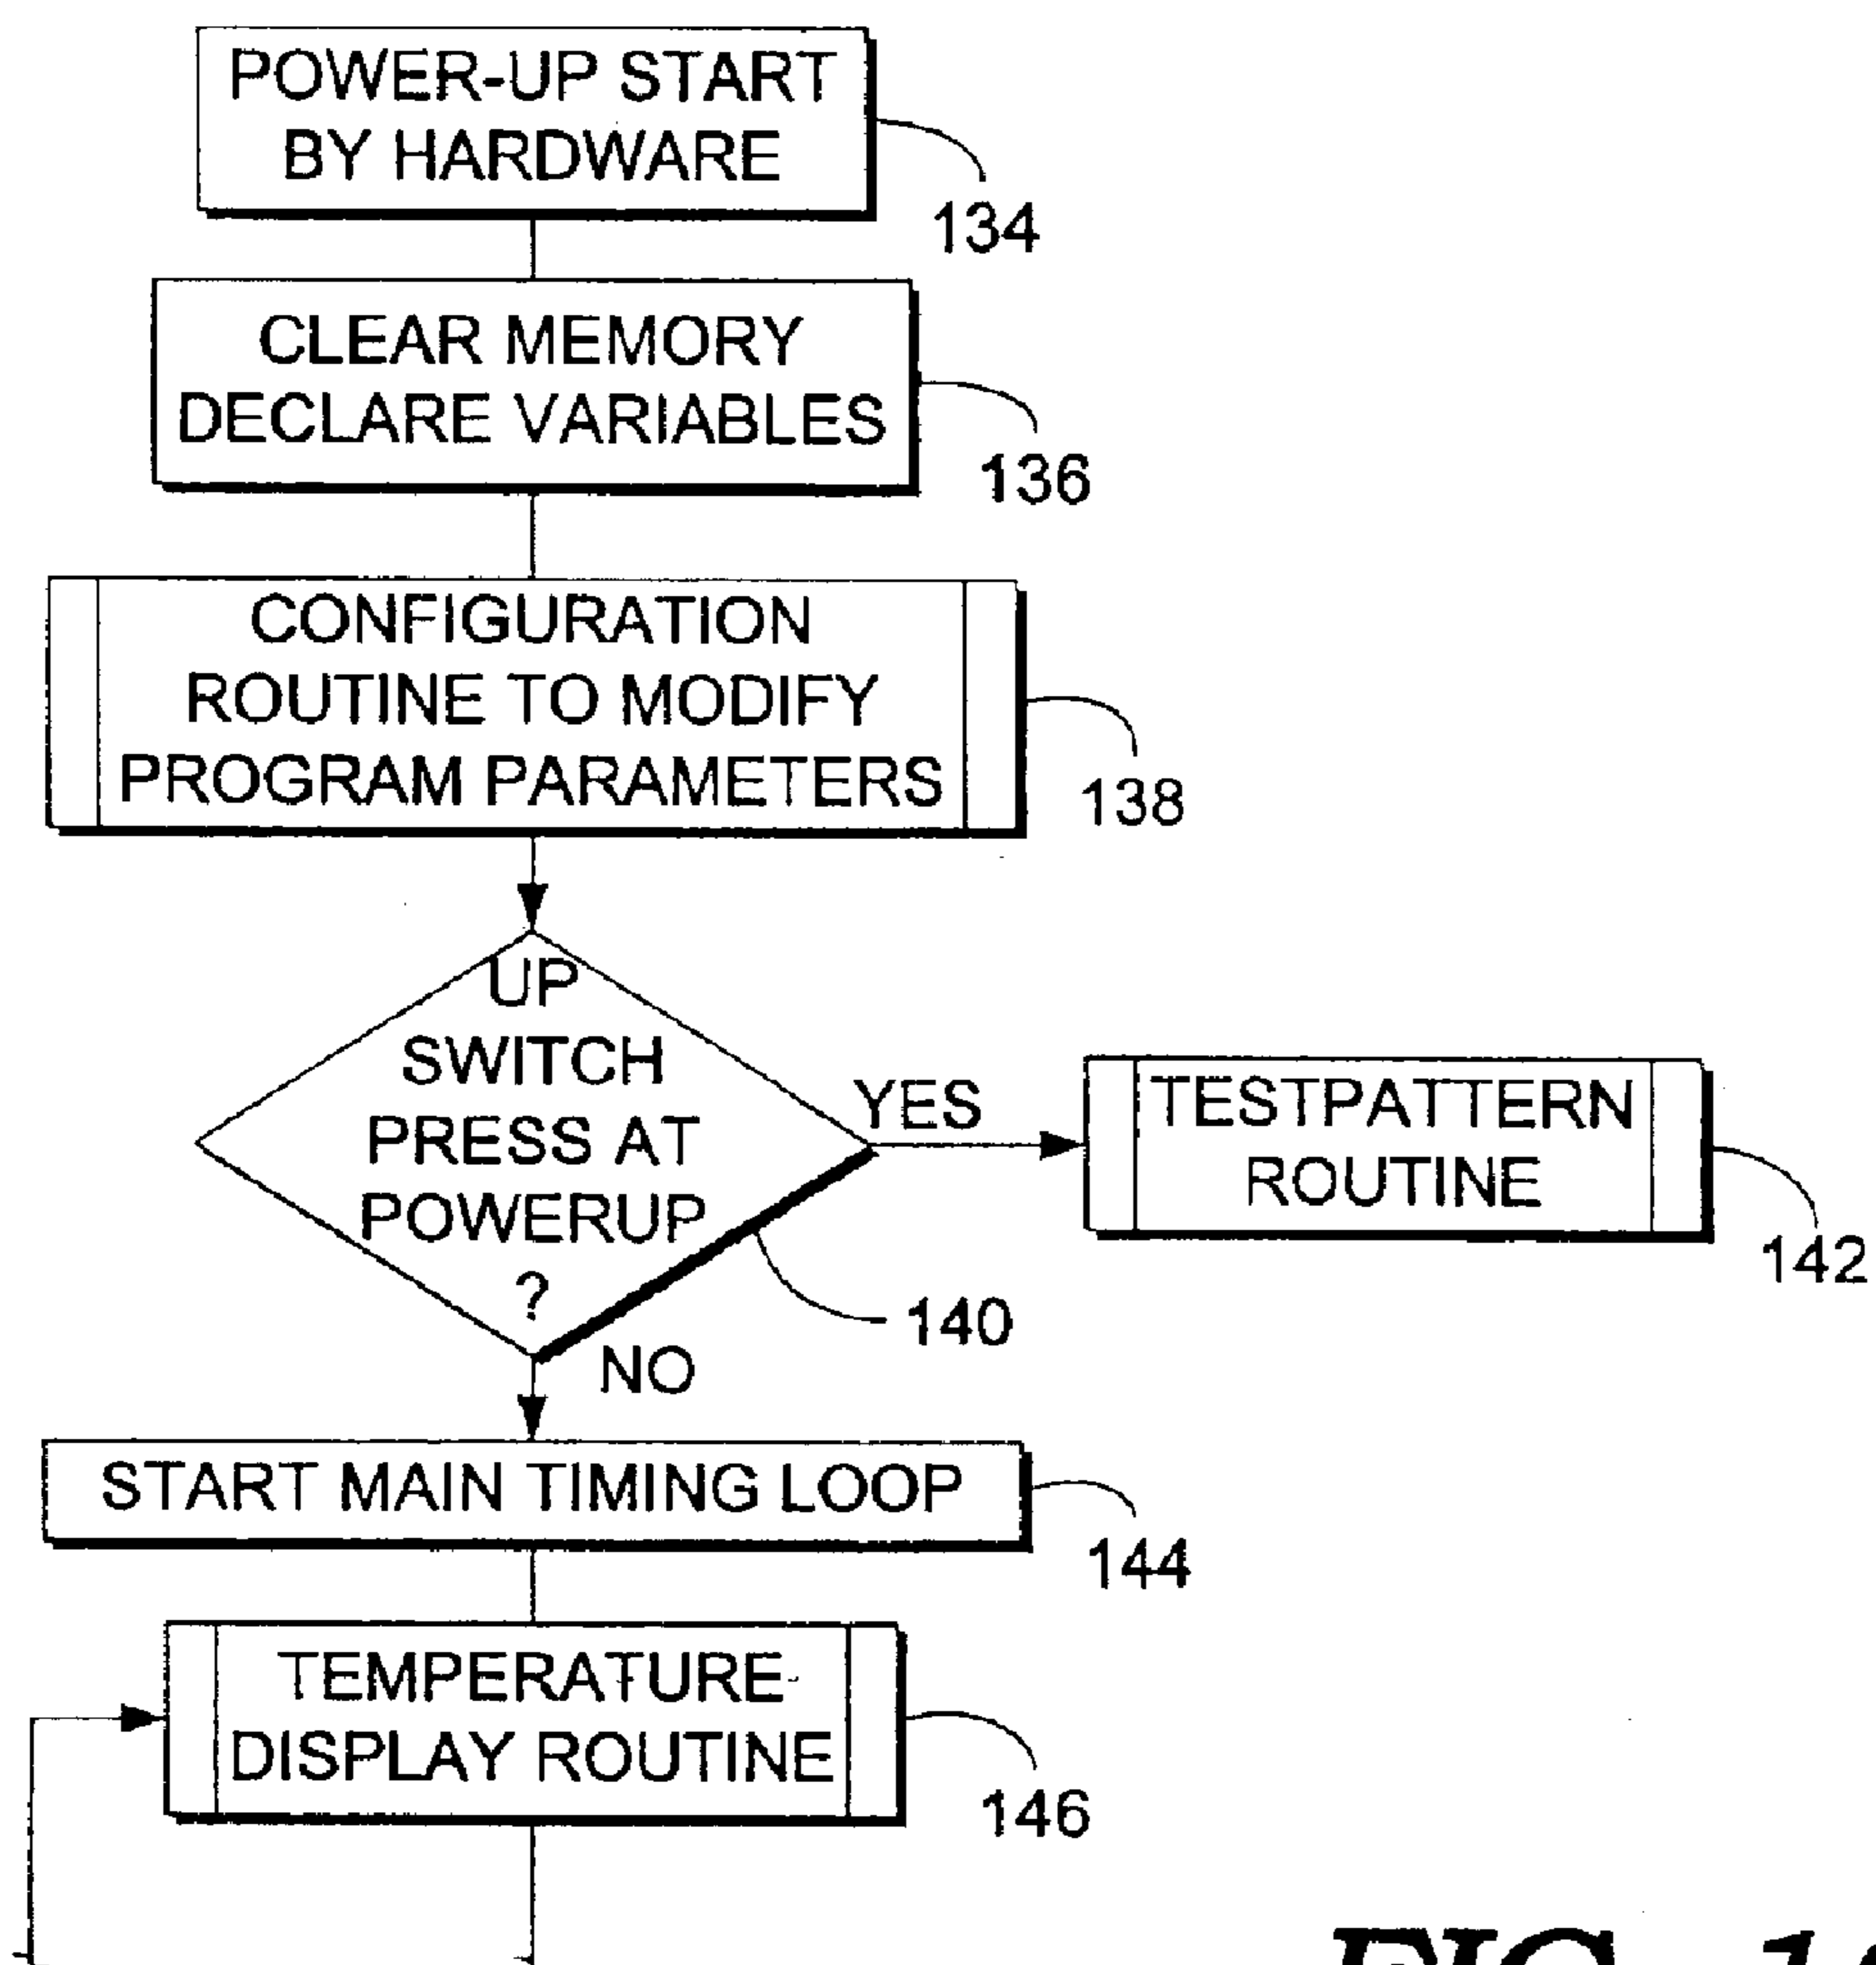 POWER-UP START
BY HARDWARE
134
CLEAR MEMORY
DECLARE VARIABLES
136
CONFIGURATION
ROUTINE TO MODIFY
PROGRAM PARAMETERS
138
UP
SWITCH
PRESS AT
POWERUP
?
YES
TESTPATTERN
ROUTINE
142
140
NO
START MAIN TIMING LOOP
144
TEMPERATURE
DISPLAY ROUTINE
146